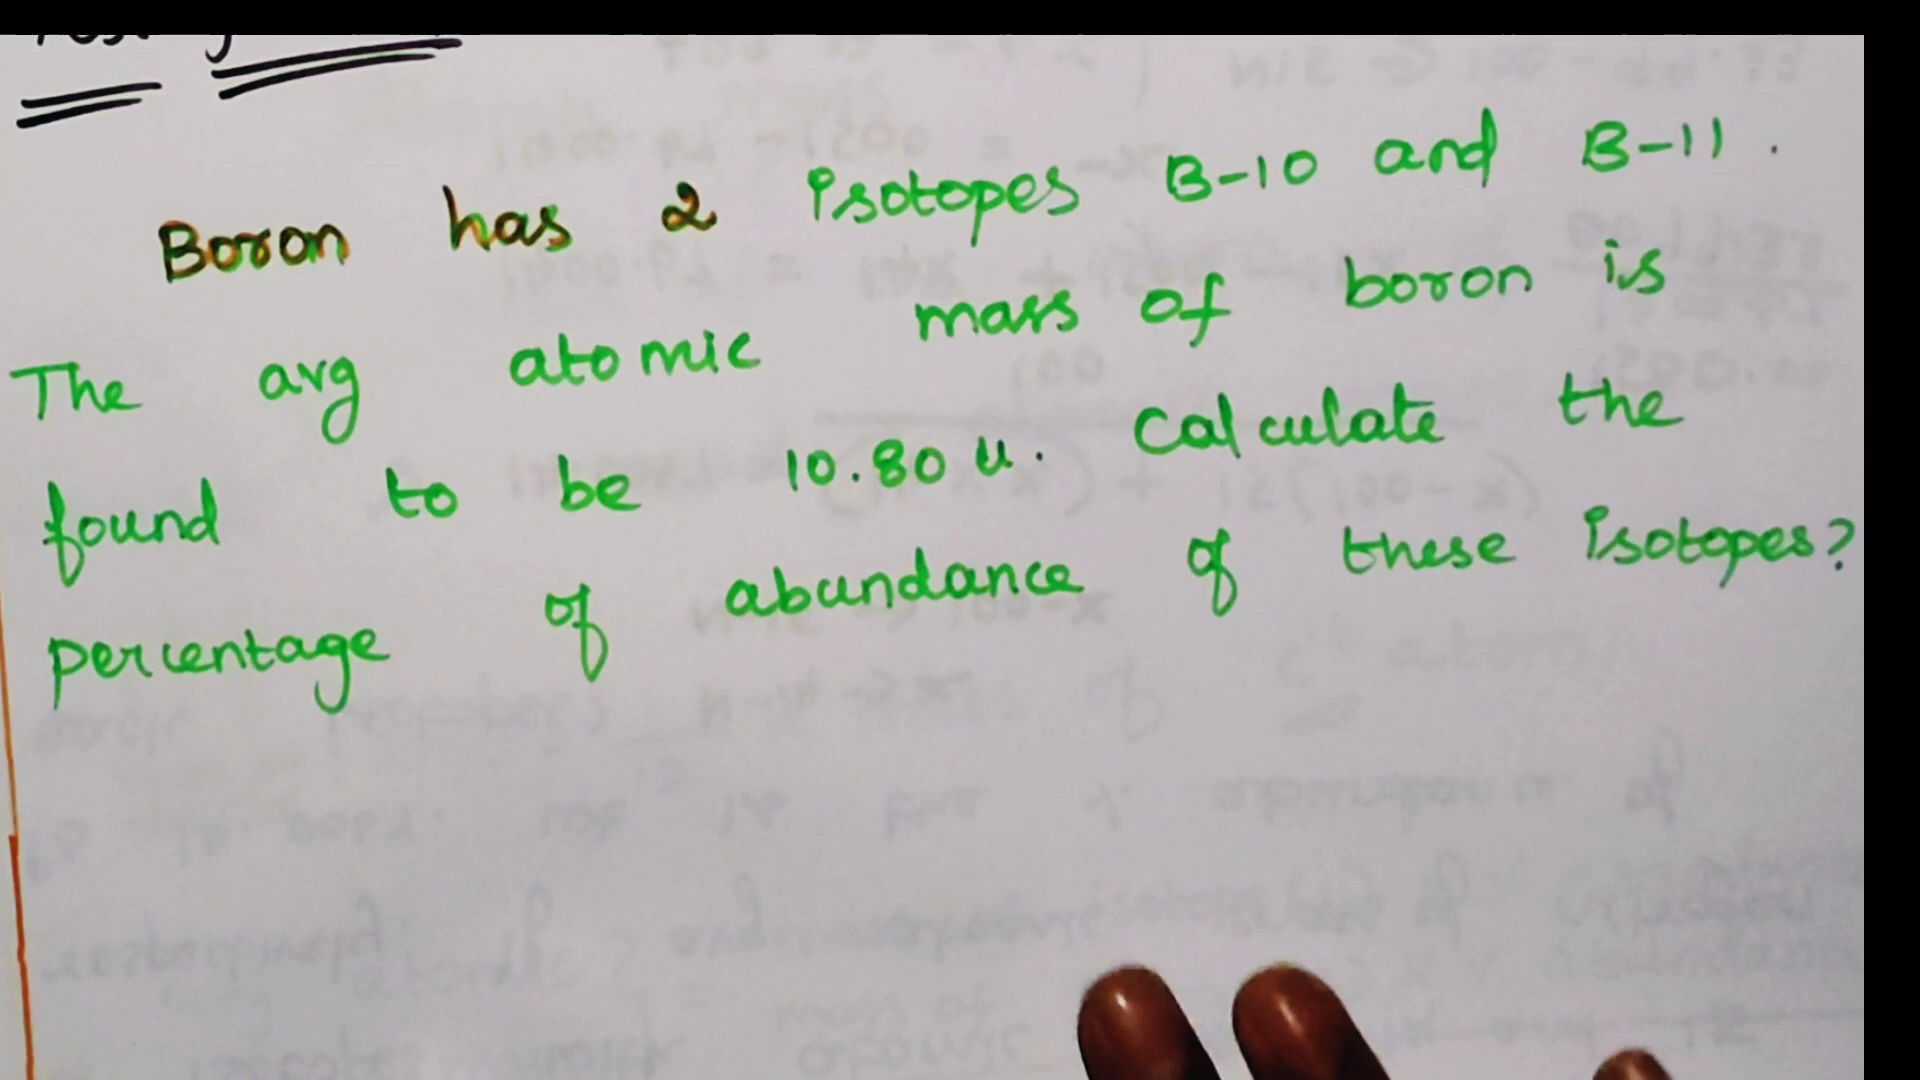 Boron has 2 isotopes B-10 and B-11.
The avg atomic mass of boron is
found to be 10.80 u. Calculate the
percentage of abundance of these isotopes?